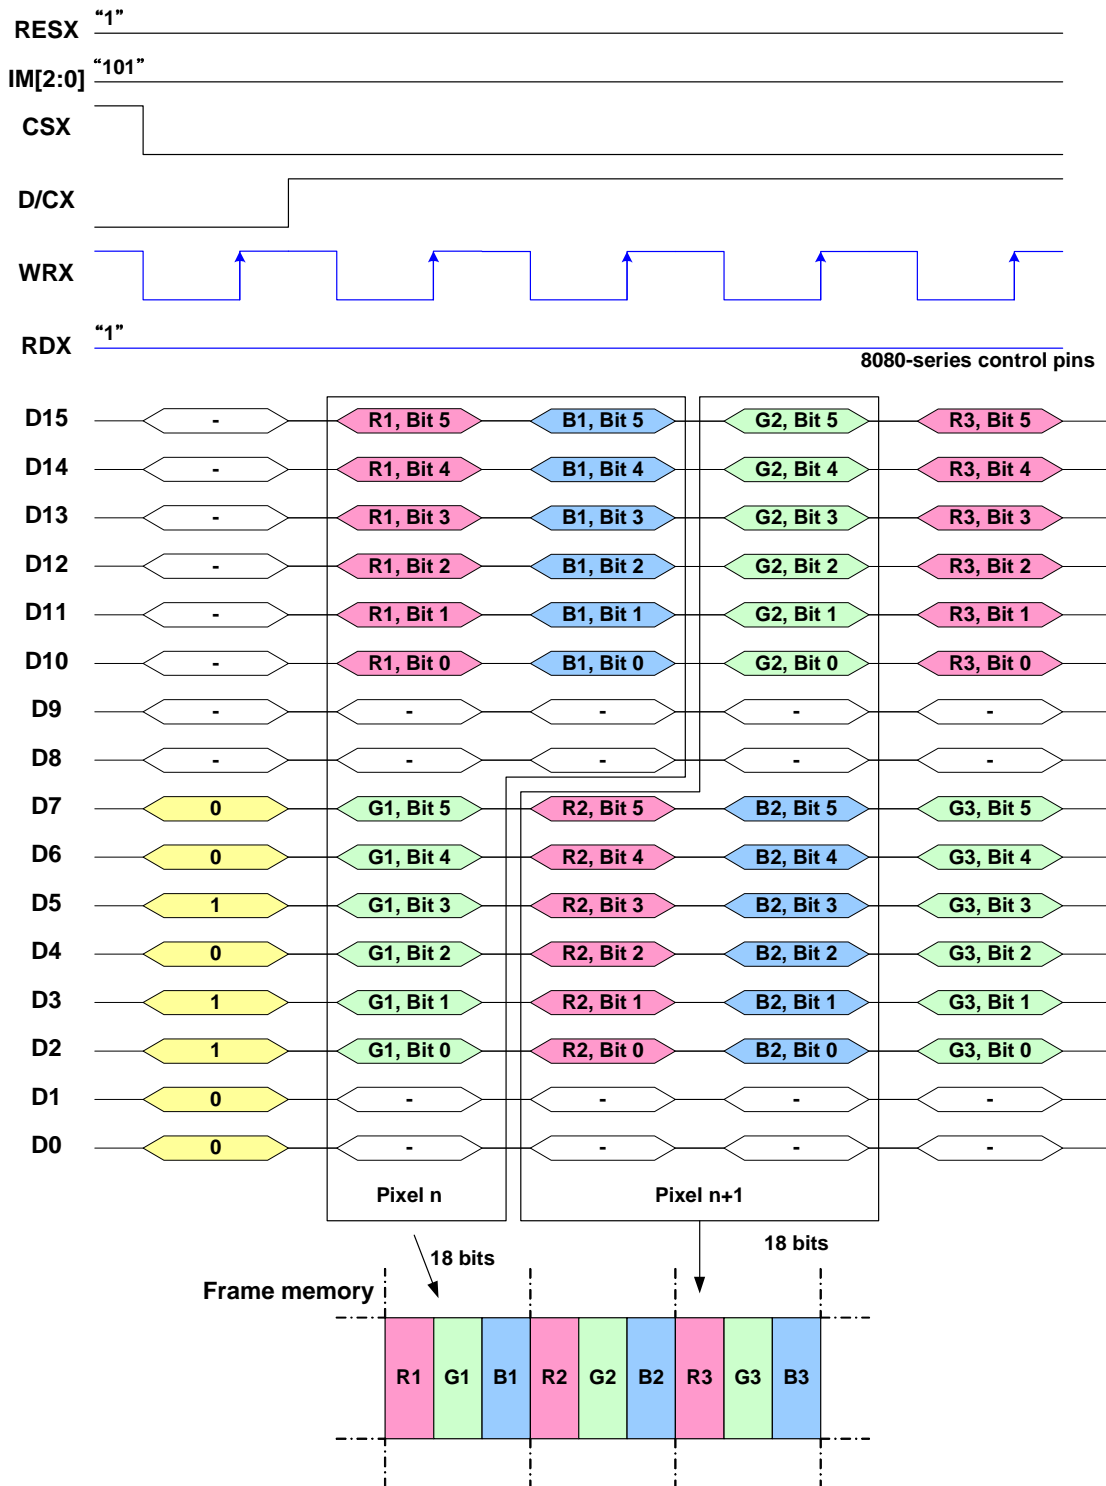 RESX “1”
IM[2:0] “101”
CSX
D/CX
WRX
RDX “1”
8080-series control pins
D15 - R1, Bit 5 B1, Bit 5 G2, Bit 5 R3, Bit 5
D14 - R1, Bit 4 B1, Bit 4 G2, Bit 4 R3, Bit 4
D13 - R1, Bit 3 B1, Bit 3 G2, Bit 3 R3, Bit 3
D12 - R1, Bit 2 B1, Bit 2 G2, Bit 2 R3, Bit 2
D11 - R1, Bit 1 B1, Bit 1 G2, Bit 1 R3, Bit 1
D10 - R1, Bit 0 B1, Bit 0 G2, Bit 0 R3, Bit 0
D9 - - - - -
D8 - - - - -
D7 0 G1, Bit 5 R2, Bit 5 B2, Bit 5 G3, Bit 5
D6 0 G1, Bit 4 R2, Bit 4 B2, Bit 4 G3, Bit 4
D5 1 G1, Bit 3 R2, Bit 3 B2, Bit 3 G3, Bit 3
D4 0 G1, Bit 2 R2, Bit 2 B2, Bit 2 G3, Bit 2
D3 1 G1, Bit 1 R2, Bit 1 B2, Bit 1 G3, Bit 1
D2 1 G1, Bit 0 R2, Bit 0 B2, Bit 0 G3, Bit 0
D1 0 - - - -
D0 0 - - - -
Pixel n Pixel n+1
18 bits 18 bits
Frame memory
R1 G1 B1 R2 G2 B2 R3 G3 B3